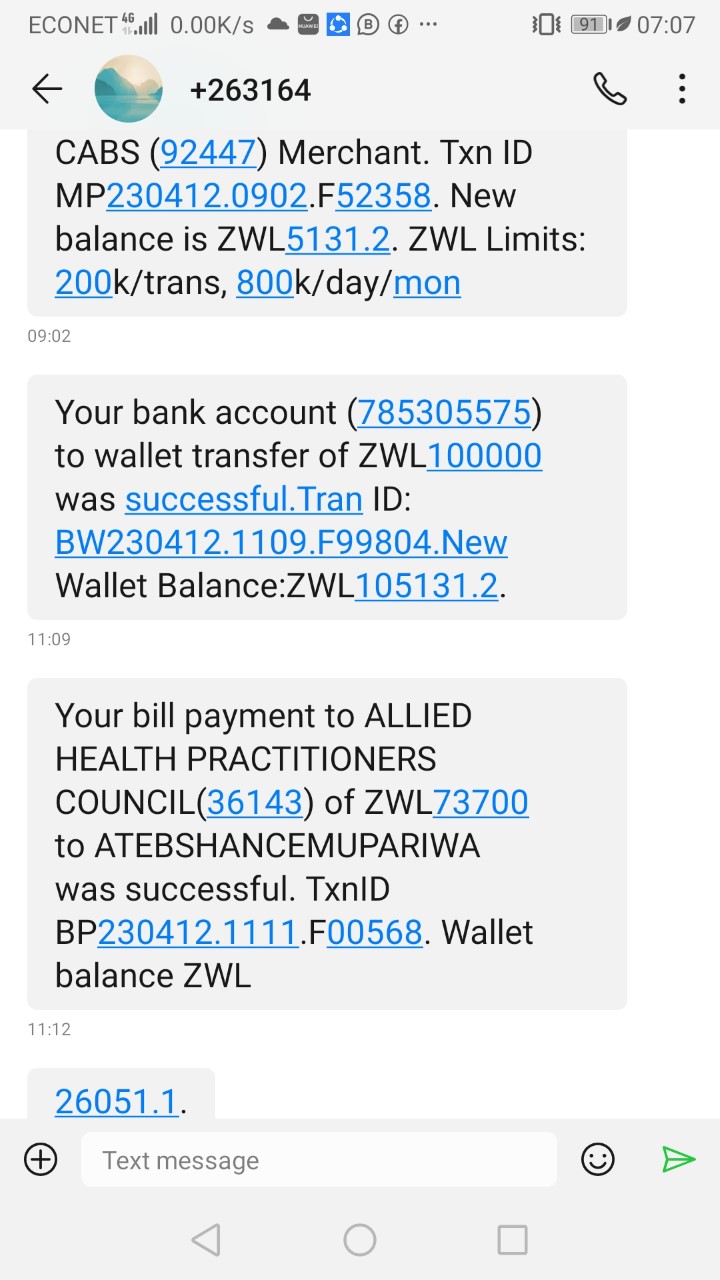 ECONET 4G 0.00K/s ··· 91 07:07
+263164
CABS (92447) Merchant. Txn ID
MP230412.0902.F52358. New
balance is ZWL5131.2. ZWL Limits:
200k/trans, 800k/day/mon
09:02
Your bank account (785305575)
to wallet transfer of ZWL100000
was successful.Tran ID:
BW230412.1109.F99804.New
Wallet Balance:ZWL105131.2.
11:09
Your bill payment to ALLIED
HEALTH PRACTITIONERS
COUNCIL(36143) of ZWL73700
to ATEBSHANCEMUPARIWA
was successful. TxnID
BP230412.1111.F00568. Wallet
balance ZWL
11:12
26051.1.
Text message